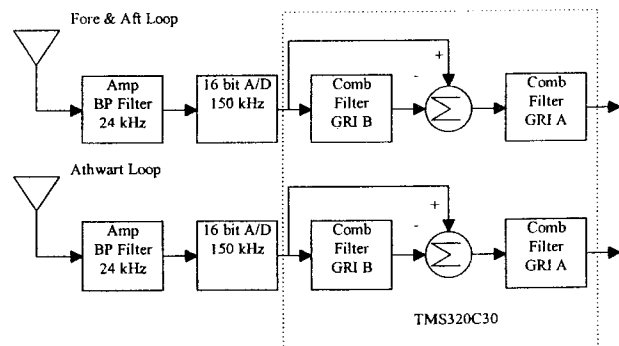 Fore & Aft Loop
Amp
BP Filter
24 kHz
16 bit A/D
150 kHz
Comb
Filter
GRI B
+
-
Σ
Comb
Filter
GRI A
Athwart Loop
Amp
BP Filter
24 kHz
16 bit A/D
150 kHz
Comb
Filter
GRI B
+
-
Σ
Comb
Filter
GRI A
TMS320C30